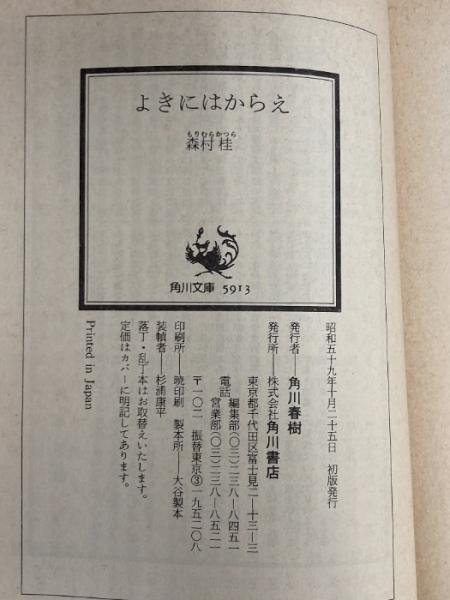 よきにはからえ
もりむらかつら
森村桂
角川文庫 5913
昭和五十九年十月二十五日 初版発行
発行者――角川春樹
発行所――株式会社角川書店
東京都千代田区富士見二―十三―三
電話 編集部(〇三)二三八―八四五一
営業部(〇三)二三八―八五二一
〒一〇二 振替東京③一九五二〇八
印刷所――暁印刷 製本所――大谷製本
装幀者――杉浦康平
落丁・乱丁本はお取替えいたします。
定価はカバーに明記してあります。
Printed in Japan